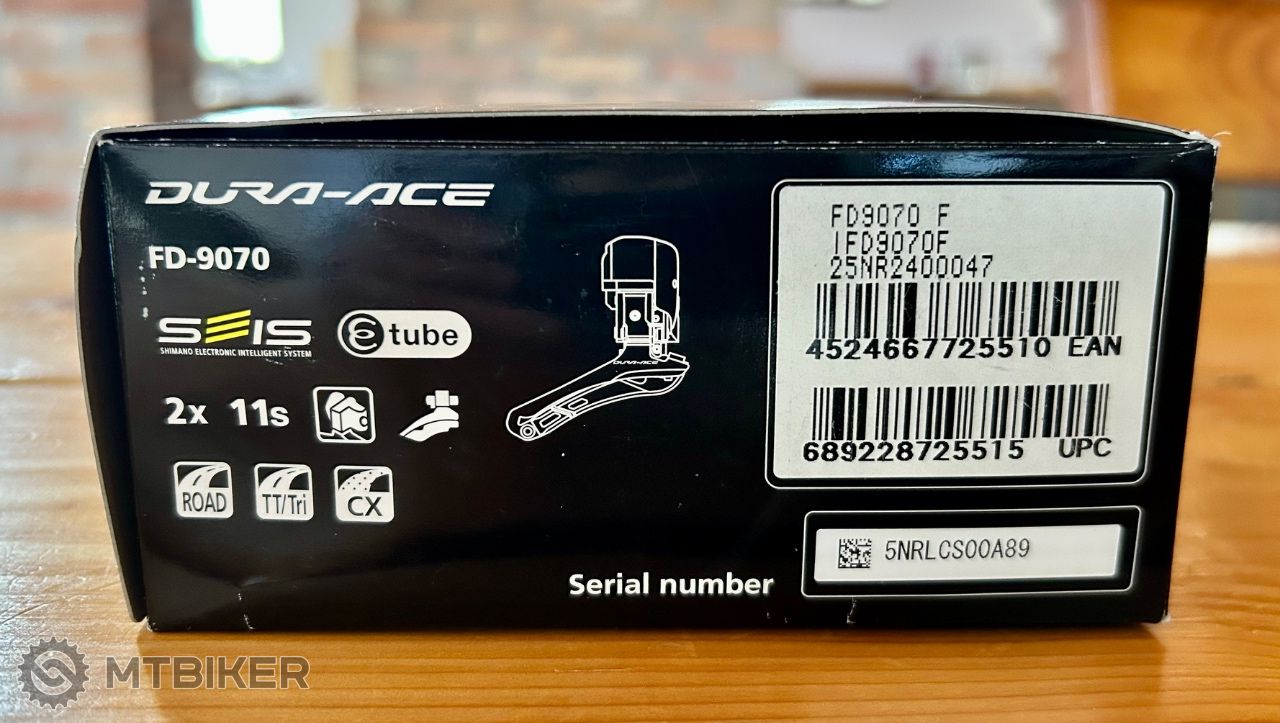 DURA-ACE
FD-9070
SEIS
SHIMANO ELECTRONIC INTELLIGENT SYSTEM
etube
2x 11s
ROAD
TT/Tri
CX
DURA-ACE
FD9070 F
IFD9070F
25NR2400047
4524667725510 EAN
689228725515 UPC
5NRLCS00A89
Serial number
MTBIKER